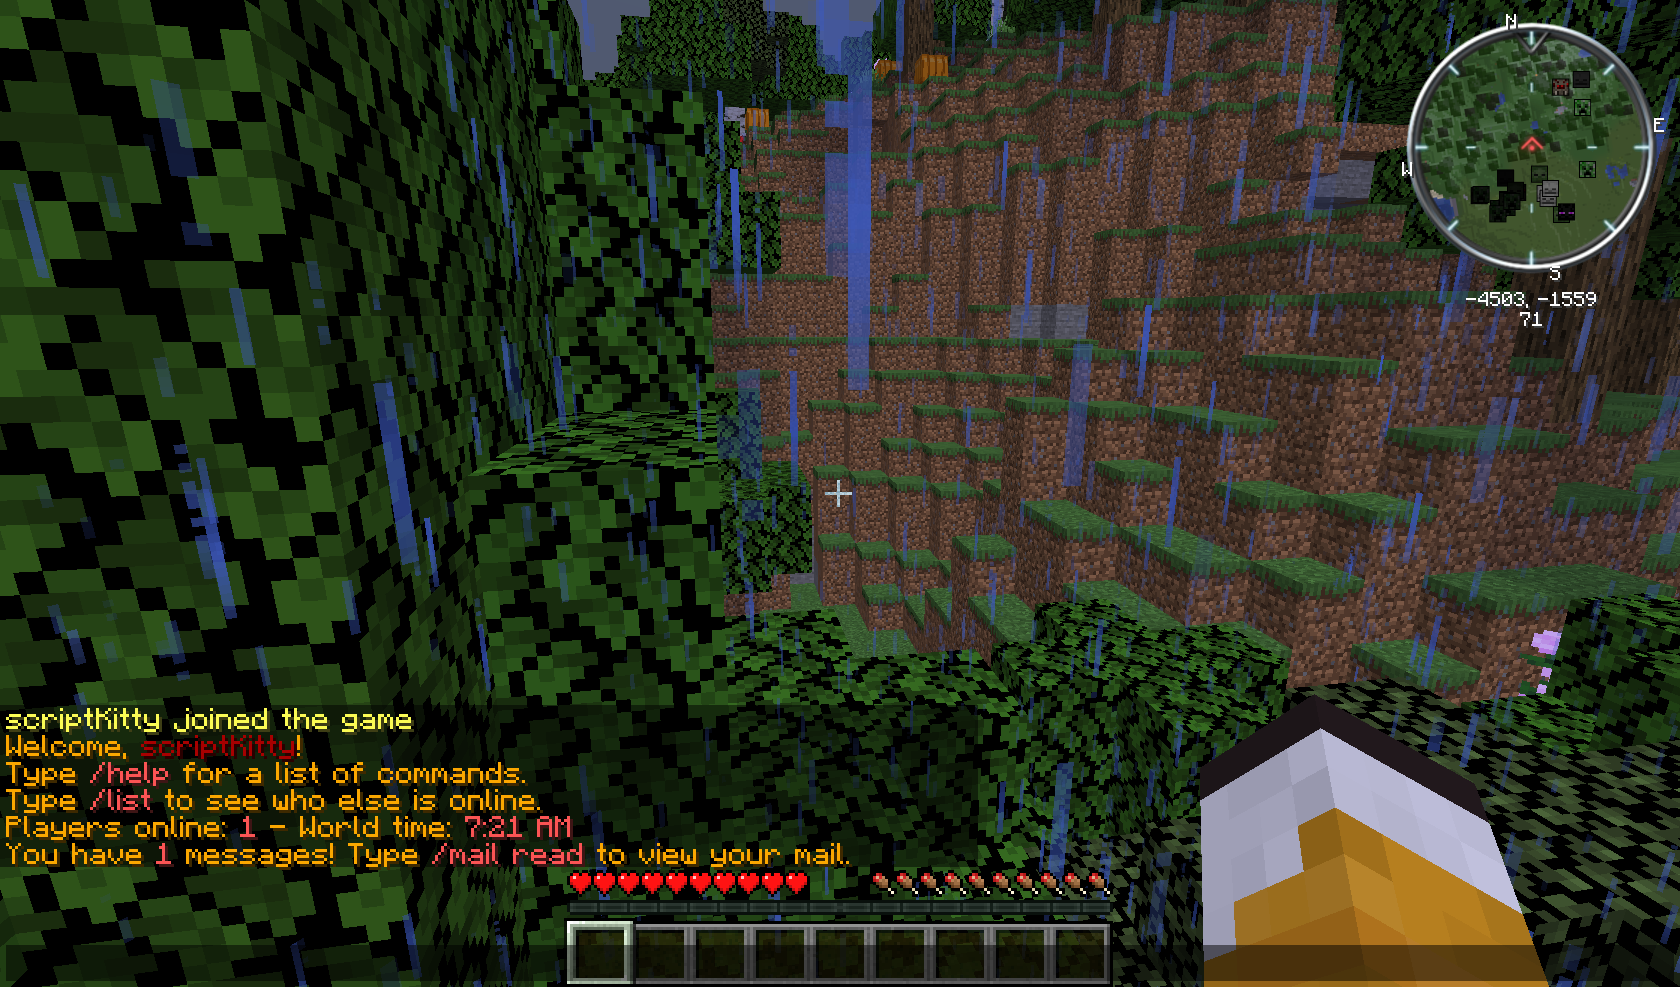 N
E
W
S
-4503, -1559
71
scriptKitty joined the game
Welcome, scriptKitty!
Type /help for a list of commands.
Type /list to see who else is online.
Players online: 1 - World time: 7:21 AM
You have 1 messages! Type /mail read to view your mail.